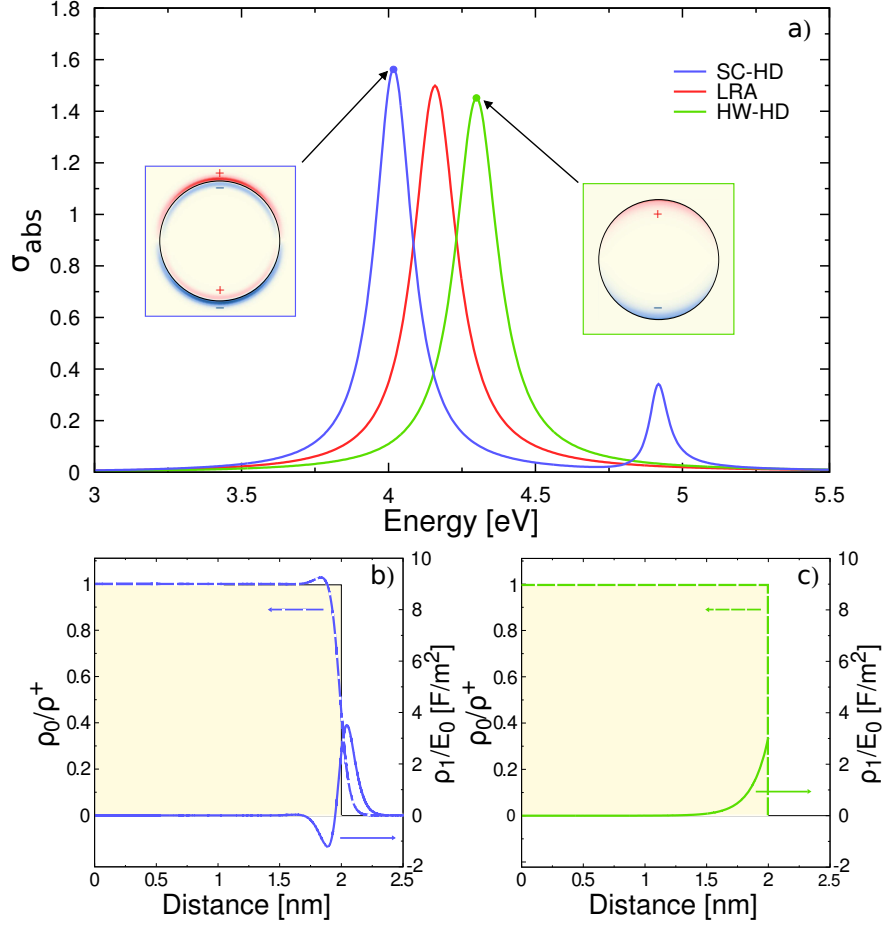 1.8
1.6
1.4
1.2
1
0.8
0.6
0.4
0.2
0
σabs
a)
SC-HD
LRA
HW-HD
+
−
+
−
+
−
3 3.5 4 4.5 5 5.5
Energy [eV]
b)
1
0.8
0.6
0.4
0.2
0
ρ0/ρ+
10
8
6
4
2
0
-2
ρ1/E0 [F/m2]
0 0.5 1 1.5 2 2.5
Distance [nm]
c)
1
0.8
0.6
0.4
0.2
0
ρ0/ρ+
10
8
6
4
2
0
-2
ρ1/E0 [F/m2]
0 0.5 1 1.5 2 2.5
Distance [nm]